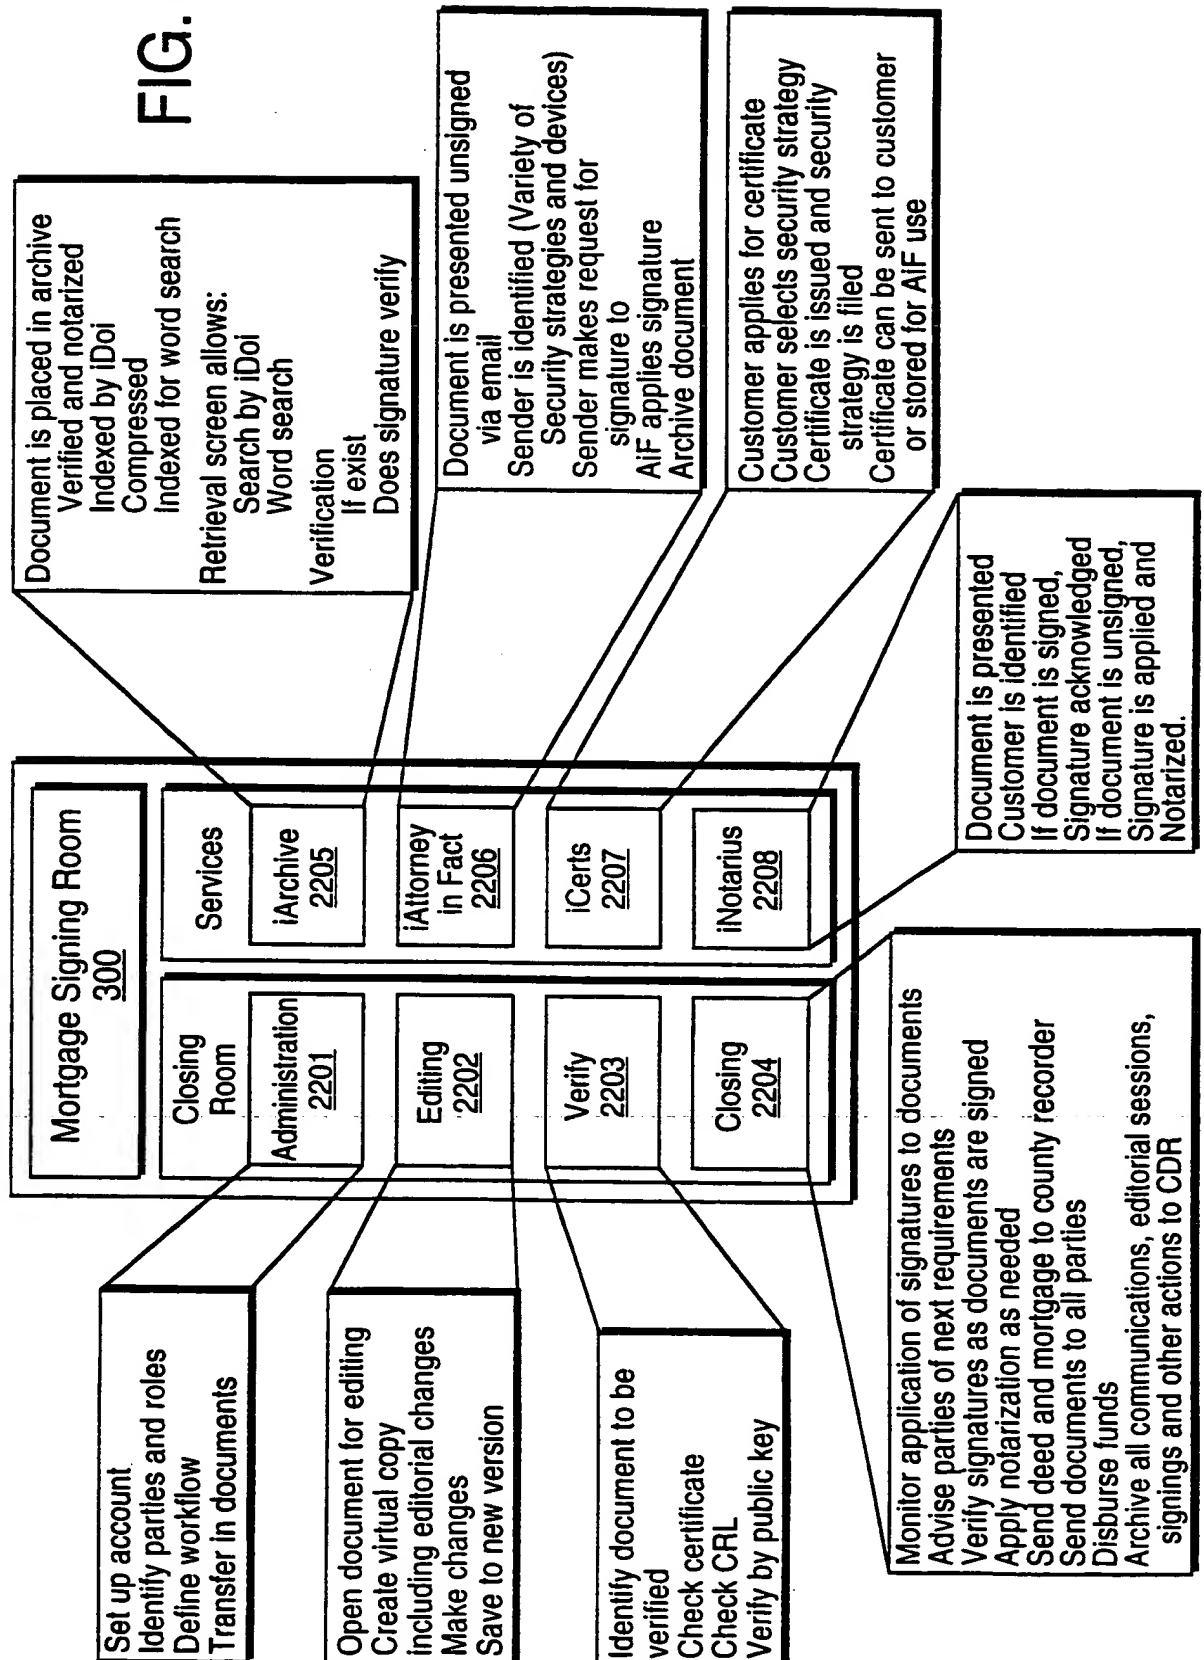 FIG.
Mortgage Signing Room
300
Closing
Room
Administration
2201
Editing
2202
Verify
2203
Closing
2204
Services
iArchive
2205
iAttorney
in Fact
2206
iCerts
2207
iNotarius
2208
Set up account
Identify parties and roles
Define workflow
Transfer in documents
Open document for editing
Create virtual copy
including editorial changes
Make changes
Save to new version
Identify document to be
verified
Check certificate
Check CRL
Verify by public key
Monitor application of signatures to documents
Advise parties of next requirements
Verify signatures as documents are signed
Apply notarization as needed
Send deed and mortgage to county recorder
Send documents to all parties
Disburse funds
Archive all communications, editorial sessions,
signings and other actions to CDR
Document is placed in archive
Verified and notarized
Indexed by iDoi
Compressed
Indexed for word search
Retrieval screen allows:
Search by iDoi
Word search
Verification
If exist
Does signature verify
Document is presented unsigned
via email
Sender is identified (Variety of
Security strategies and devices)
Sender makes request for
signature to
AiF applies signature
Archive document
Customer applies for certificate
Customer selects security strategy
Certificate is issued and security
strategy is filed
Certificate can be sent to customer
or stored for AiF use
Document is presented
Customer is identified
If document is signed,
Signature acknowledged
If document is unsigned,
Signature is applied and
Notarized.